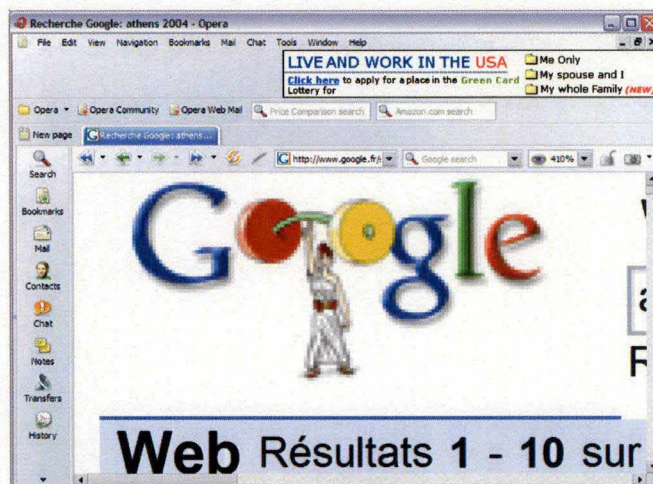 Recherche Google: athens 2004 - Opera
File Edit View Navigation Bookmarks Mail Chat Tools Window Help
LIVE AND WORK IN THE USA
Click here to apply for a place in the Green Card
Lottery for
Me Only
My spouse and I
My whole Family (NEW)
Opera Opera Community Opera Web Mail Price Comparison search Amazon.com search
New page Recherche Google: athens...
http://www.google.fr/s Google search 410%
Search
Bookmarks
Mail
Contacts
Chat
Notes
Transfers
History
Google
a
R
Web Résultats 1 - 10 sur